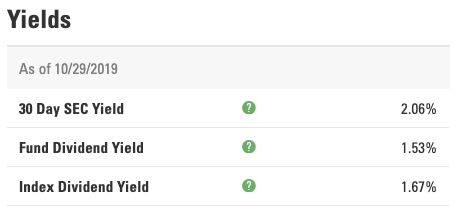 Yields
As of 10/29/2019
30 Day SEC Yield ? 2.06%
Fund Dividend Yield ? 1.53%
Index Dividend Yield ? 1.67%